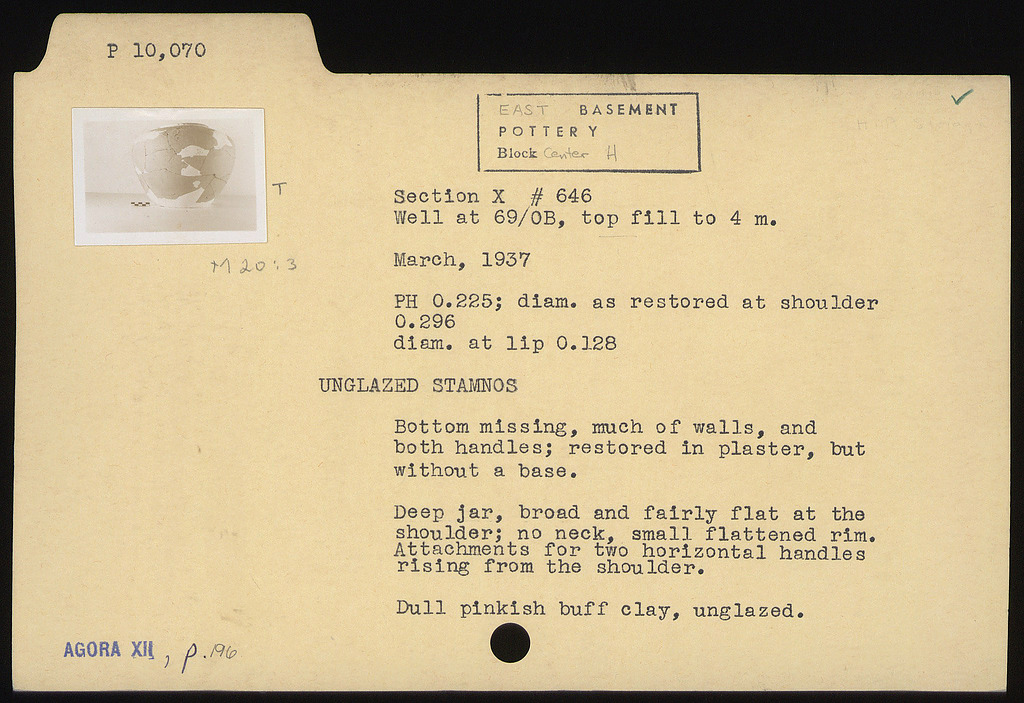 P 10,070
EAST BASEMENT
POTTERY
Block Center H
T
M 20:3
Section X # 646
Well at 69/OB, top fill to 4 m.
March, 1937
PH 0.225; diam. as restored at shoulder
0.296
diam. at lip 0.128
UNGLAZED STAMNOS
Bottom missing, much of walls, and
both handles; restored in plaster, but
without a base.
Deep jar, broad and fairly flat at the
shoulder; no neck, small flattened rim.
Attachments for two horizontal handles
rising from the shoulder.
Dull pinkish buff clay, unglazed.
AGORA XII, p. 196